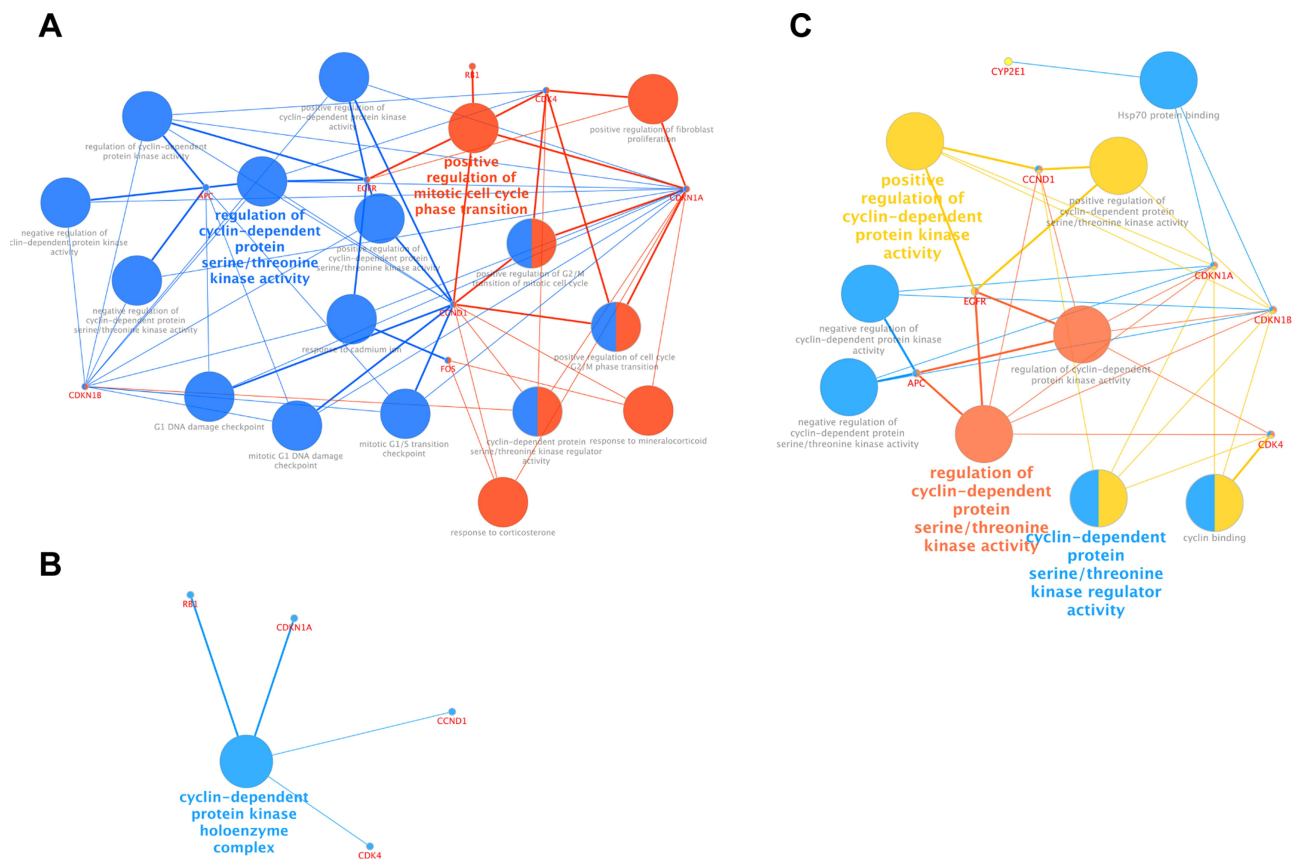 A
RB1
CDK4
positive regulation of
cyclin-dependent protein kinase
activity
positive regulation of fibroblast
proliferation
regulation of cyclin-dependent
protein kinase activity
positive
regulation of
mitotic cell cycle
phase transition
APC
EGFR
CDKN1A
regulation of
cyclin-dependent
protein
serine/threonine
kinase activity
negative regulation of
clin-dependent protein kinase
activity
positive regulation of
cyclin-dependent protein
serine/threonine kinase activity
positive regulation of G2/M
transition of mitotic cell cycle
negative regulation of
cyclin-dependent protein
serine/threonine kinase activity
CCND1
response to cadmium ion
positive regulation of cell cycle
G2/M phase transition
FOS
CDKN1B
G1 DNA damage checkpoint
mitotic G1 DNA damage
checkpoint
mitotic G1/S transition
checkpoint
cyclin-dependent protein
serine/threonine kinase regulator
activity
response to mineralocorticoid
response to corticosterone
B
RB1
CDKN1A
CCND1
cyclin-dependent
protein kinase
holoenzyme
complex
CDK4
C
CYP2E1
Hsp70 protein binding
CCND1
positive
regulation of
cyclin-dependent
protein kinase
activity
positive regulation of
cyclin-dependent protein
serine/threonine kinase activity
CDKN1A
EGFR
CDKN1B
negative regulation of
cyclin-dependent protein kinase
activity
regulation of cyclin-dependent
protein kinase activity
APC
negative regulation of
cyclin-dependent protein
serine/threonine kinase activity
CDK4
regulation of
cyclin-dependent
protein
serine/threonine
kinase activity
cyclin-dependent
protein
serine/threonine
kinase regulator
activity
cyclin binding